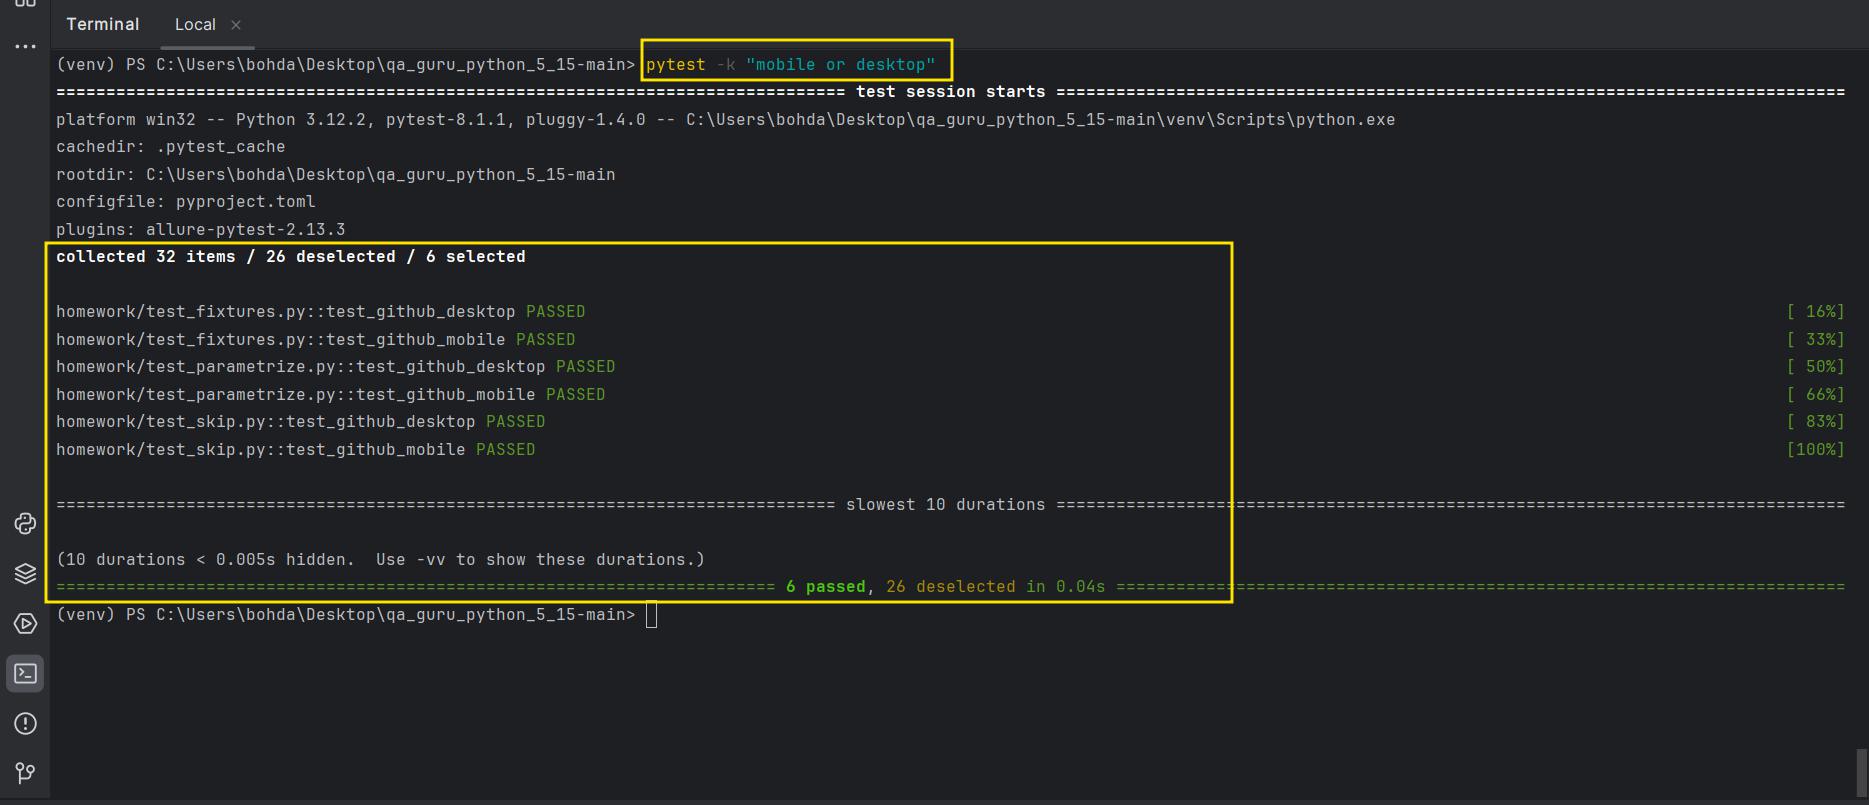 Terminal Local ×
(venv) PS C:\Users\bohda\Desktop\qa_guru_python_5_15-main> pytest -k "mobile or desktop"
=============================================================================== test session starts ===============================================================================
platform win32 -- Python 3.12.2, pytest-8.1.1, pluggy-1.4.0 -- C:\Users\bohda\Desktop\qa_guru_python_5_15-main\venv\Scripts\python.exe
cachedir: .pytest_cache
rootdir: C:\Users\bohda\Desktop\qa_guru_python_5_15-main
configfile: pyproject.toml
plugins: allure-pytest-2.13.3
collected 32 items / 26 deselected / 6 selected
homework/test_fixtures.py::test_github_desktop PASSED [ 16%]
homework/test_fixtures.py::test_github_mobile PASSED [ 33%]
homework/test_parametrize.py::test_github_desktop PASSED [ 50%]
homework/test_parametrize.py::test_github_mobile PASSED [ 66%]
homework/test_skip.py::test_github_desktop PASSED [ 83%]
homework/test_skip.py::test_github_mobile PASSED [100%]
============================================================================== slowest 10 durations ===============================================================================
(10 durations < 0.005s hidden.  Use -vv to show these durations.)
======================================================================== 6 passed, 26 deselected in 0.04s =========================================================================
(venv) PS C:\Users\bohda\Desktop\qa_guru_python_5_15-main>